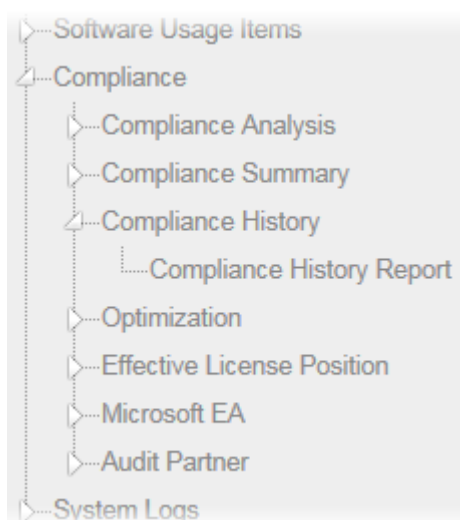 Software Usage Items
Compliance
Compliance Analysis
Compliance Summary
Compliance History
Compliance History Report
Optimization
Effective License Position
Microsoft EA
Audit Partner
System Logs